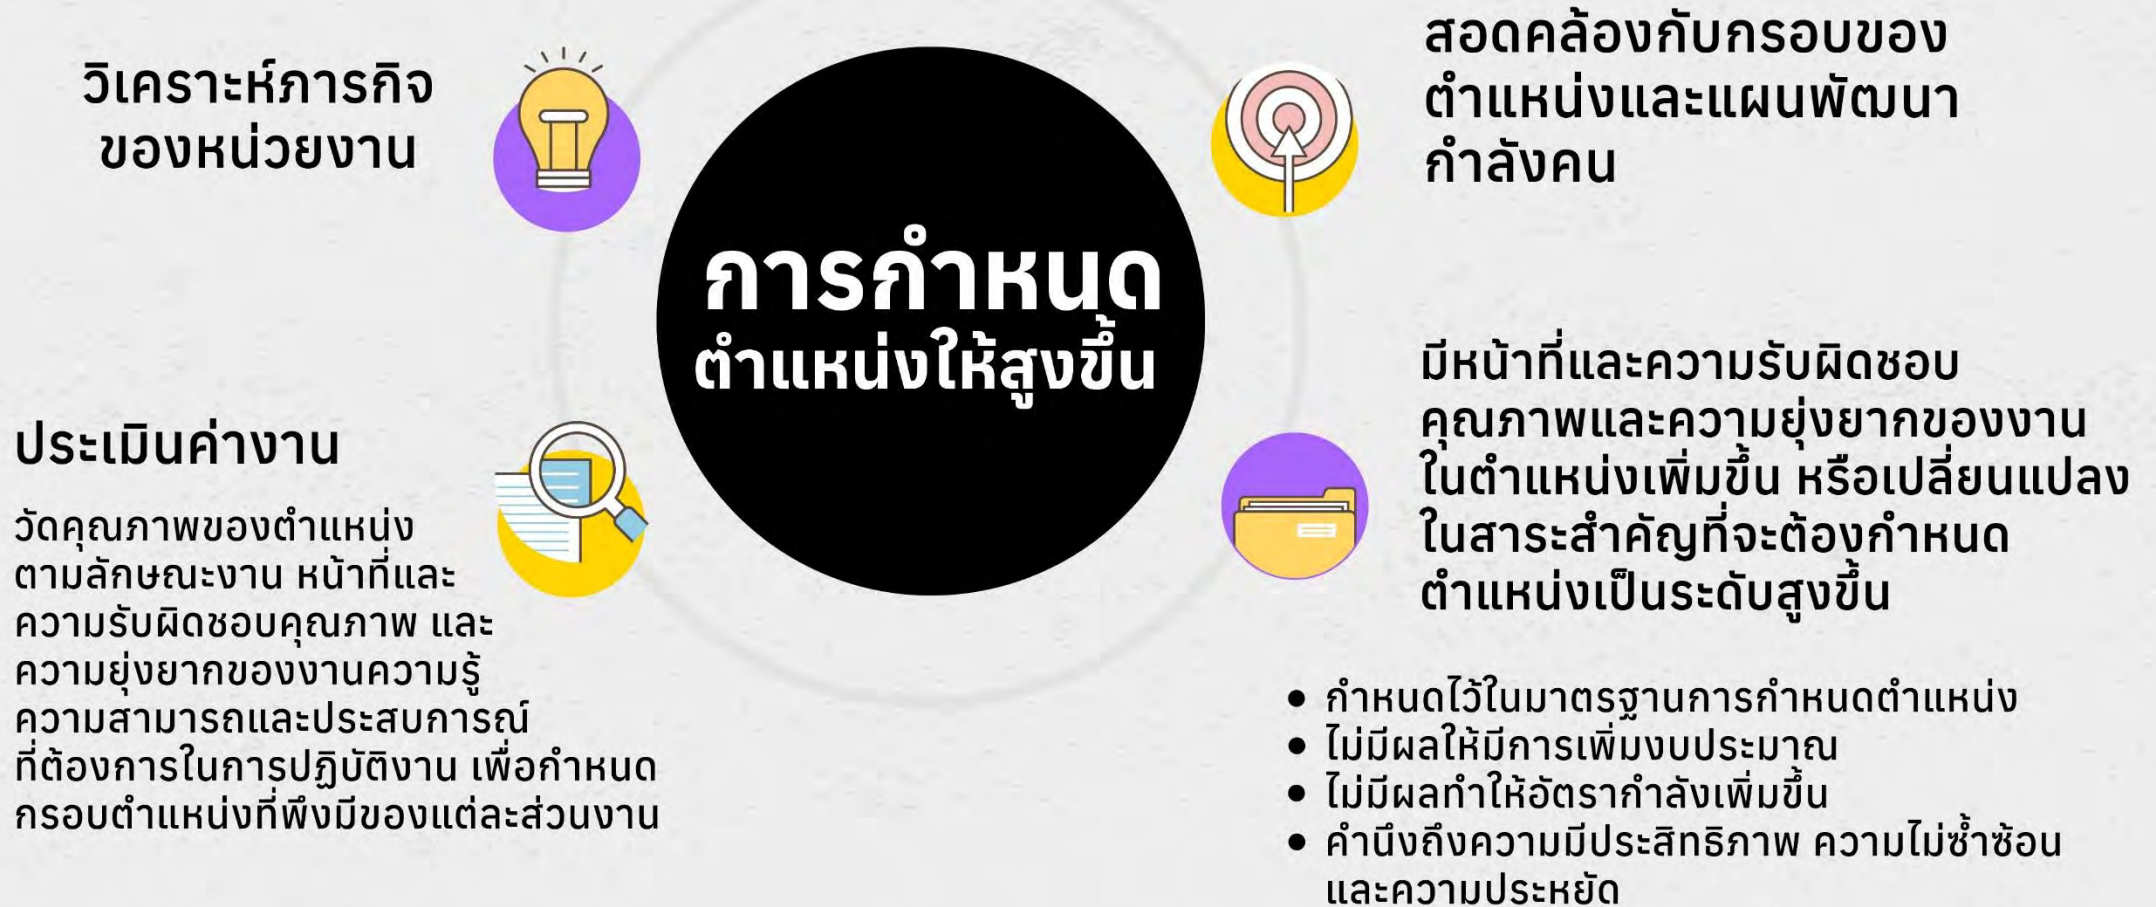 วิเคราะห์ภารกิจ
ของหน่วยงาน
ประเมินค่างาน
วัดคุณภาพของตำแหน่ง
ตามลักษณะงาน หน้าที่และ
ความรับผิดชอบคุณภาพ และ
ความยุ่งยากของงานความรู้
ความสามารถและประสบการณ์
ที่ต้องการในการปฏิบัติงาน เพื่อกำหนด
กรอบตำแหน่งที่พึงมีของแต่ละส่วนงาน
การกำหนด
ตำแหน่งให้สูงขึ้น
สอดคล้องกับกรอบของ
ตำแหน่งและแผนพัฒนา
กำลังคน
มีหน้าที่และความรับผิดชอบ
คุณภาพและความยุ่งยากของงาน
ในตำแหน่งเพิ่มขึ้น หรือเปลี่ยนแปลง
ในสาระสำคัญที่จะต้องกำหนด
ตำแหน่งเป็นระดับสูงขึ้น
• กำหนดไว้ในมาตรฐานการกำหนดตำแหน่ง
• ไม่มีผลให้มีการเพิ่มงบประมาณ
• ไม่มีผลทำให้อัตรากำลังเพิ่มขึ้น
• คำนึงถึงความมีประสิทธิภาพ ความไม่ซ้ำซ้อน
และความประหยัด